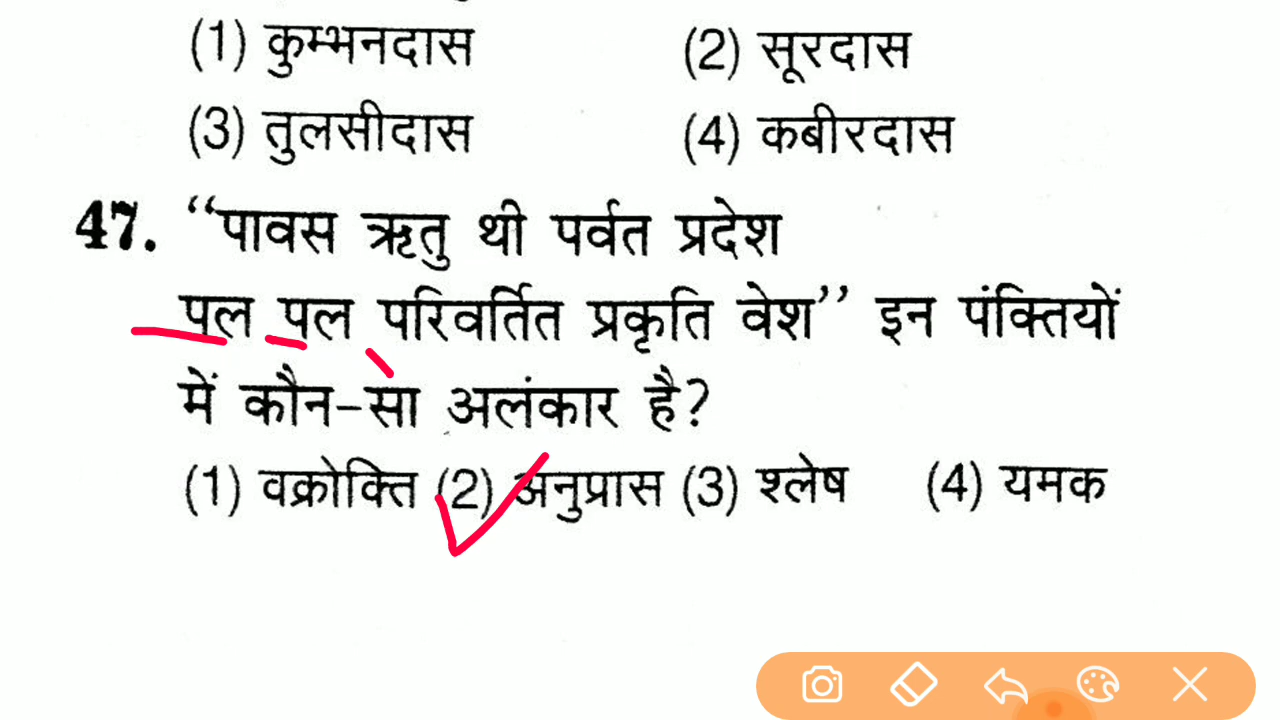 (1) कुम्भनदास (2) सूरदास
(3) तुलसीदास (4) कबीरदास
47. “पावस ऋतु थी पर्वत प्रदेश
पल पल परिवर्तित प्रकृति वेश” इन पंक्तियों
में कौन-सा अलंकार है?
(1) वक्रोक्ति (2) अनुप्रास (3) श्लेष (4) यमक